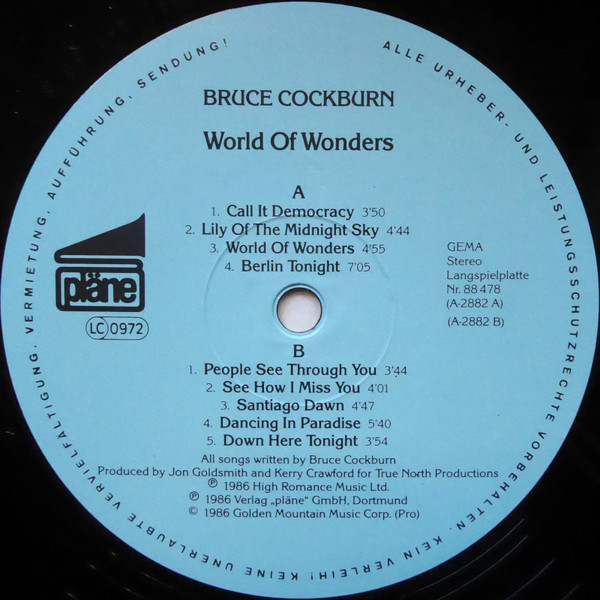 ALLE URHEBER- UND LEISTUNGSSCHUTZRECHTE VORBEHALTEN. KEIN VERLEIH! KEINE UNERLAUBTE VERVIELFÄLTIGUNG, VERMIETUNG, AUFFÜHRUNG, SENDUNG!
BRUCE COCKBURN
World Of Wonders
A
1. Call It Democracy 3'50
2. Lily Of The Midnight Sky 4'44
3. World Of Wonders 4'55
4. Berlin Tonight 7'05
pläne
LC 0972
GEMA
Stereo
Langspielplatte
Nr. 88 478
(A-2882 A)
(A-2882 B)
B
1. People See Through You 3'44
2. See How I Miss You 4'01
3. Santiago Dawn 4'47
4. Dancing In Paradise 5'40
5. Down Here Tonight 3'54
All songs written by Bruce Cockburn
Produced by Jon Goldsmith and Kerry Crawford for True North Productions
℗ 1986 High Romance Music Ltd.
℗ 1986 Verlag „pläne“ GmbH, Dortmund
© 1986 Golden Mountain Music Corp. (Pro)